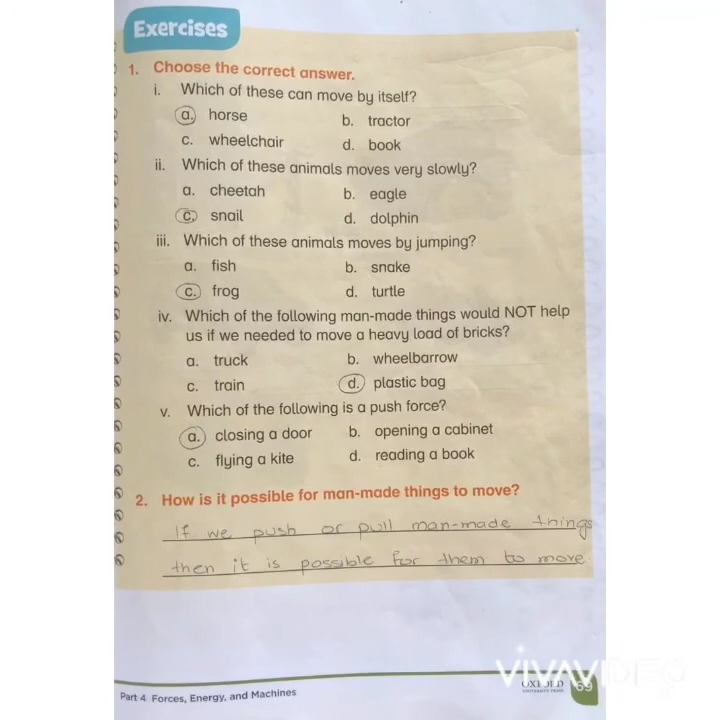 Exercises
1. Choose the correct answer.
i. Which of these can move by itself?
a. horse b. tractor
c. wheelchair d. book
ii. Which of these animals moves very slowly?
a. cheetah b. eagle
c. snail d. dolphin
iii. Which of these animals moves by jumping?
a. fish b. snake
c. frog d. turtle
iv. Which of the following man-made things would NOT help
us if we needed to move a heavy load of bricks?
a. truck b. wheelbarrow
c. train d. plastic bag
v. Which of the following is a push force?
a. closing a door b. opening a cabinet
c. flying a kite d. reading a book
2. How is it possible for man-made things to move?
If we push or pull man-made things
then it is possible for them to move
VIVAVIDEO
Part 4 Forces, Energy, and Machines OXFORD 69
UNIVERSITY PRESS